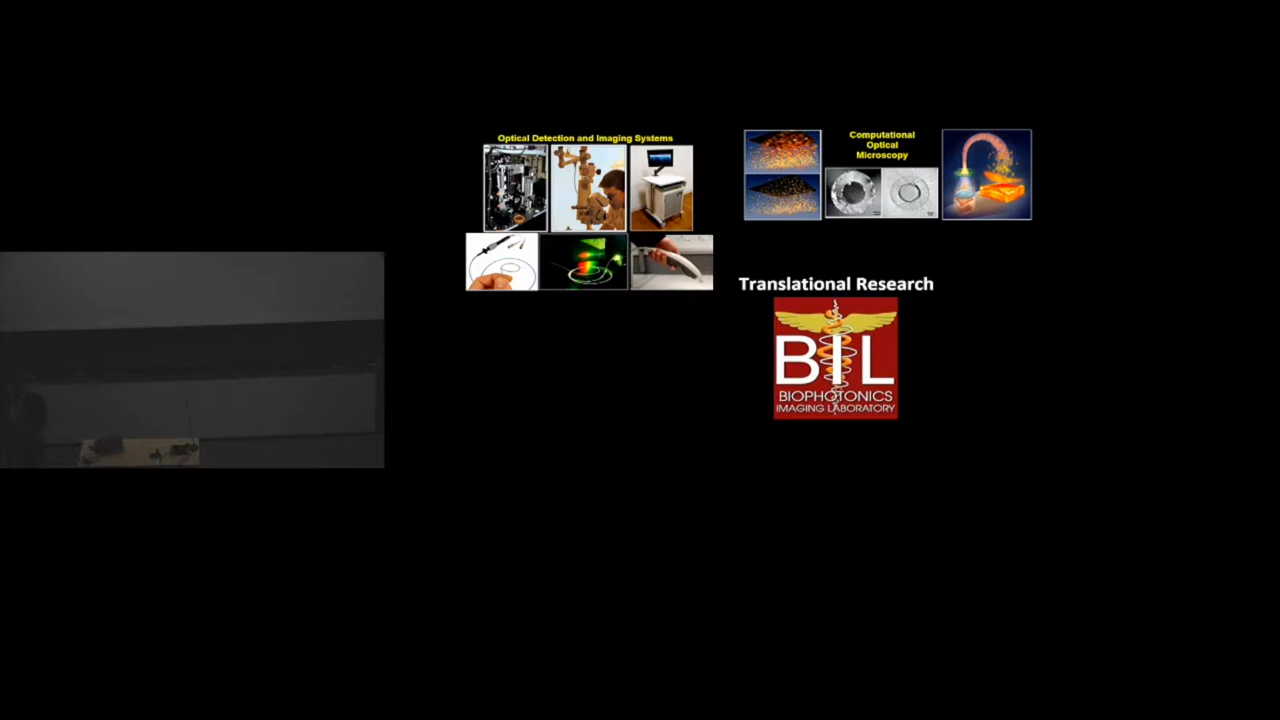 Optical Detection and Imaging Systems
Computational
Optical
Microscopy
Translational Research
BIL
BIOPHOTONICS
IMAGING LABORATORY